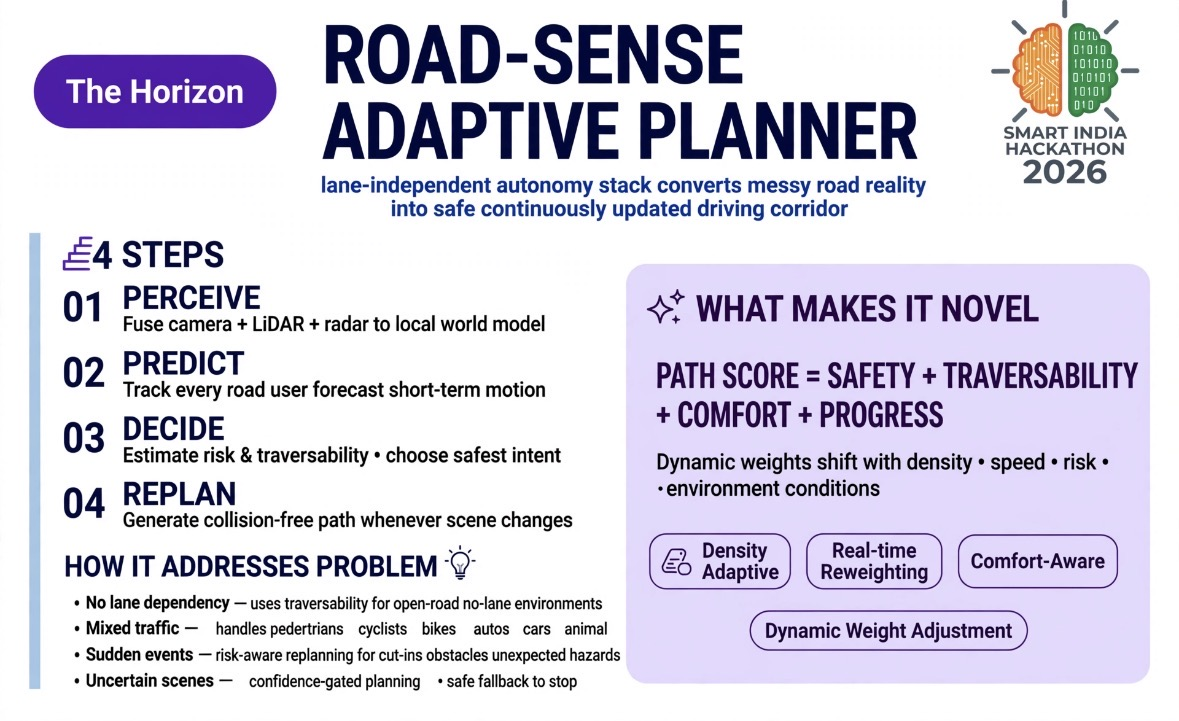 The Horizon
ROAD-SENSE
ADAPTIVE PLANNER
lane-independent autonomy stack converts messy road reality
into safe continuously updated driving corridor
SMART INDIA
HACKATHON
2026
4 STEPS
01 PERCEIVE
Fuse camera + LiDAR + radar to local world model
02 PREDICT
Track every road user forecast short-term motion
03 DECIDE
Estimate risk & traversability • choose safest intent
04 REPLAN
Generate collision-free path whenever scene changes
HOW IT ADDRESSES PROBLEM
• No lane dependency — uses traversability for open-road no-lane environments
• Mixed traffic — handles pedertrians cyclists bikes autos cars animal
• Sudden events — risk-aware replanning for cut-ins obstacles unexpected hazards
• Uncertain scenes — confidence-gated planning • safe fallback to stop
WHAT MAKES IT NOVEL
PATH SCORE = SAFETY + TRAVERSABILITY
+ COMFORT + PROGRESS
Dynamic weights shift with density • speed • risk •
• environment conditions
Density
Adaptive
Real-time
Reweighting
Comfort-Aware
Dynamic Weight Adjustment